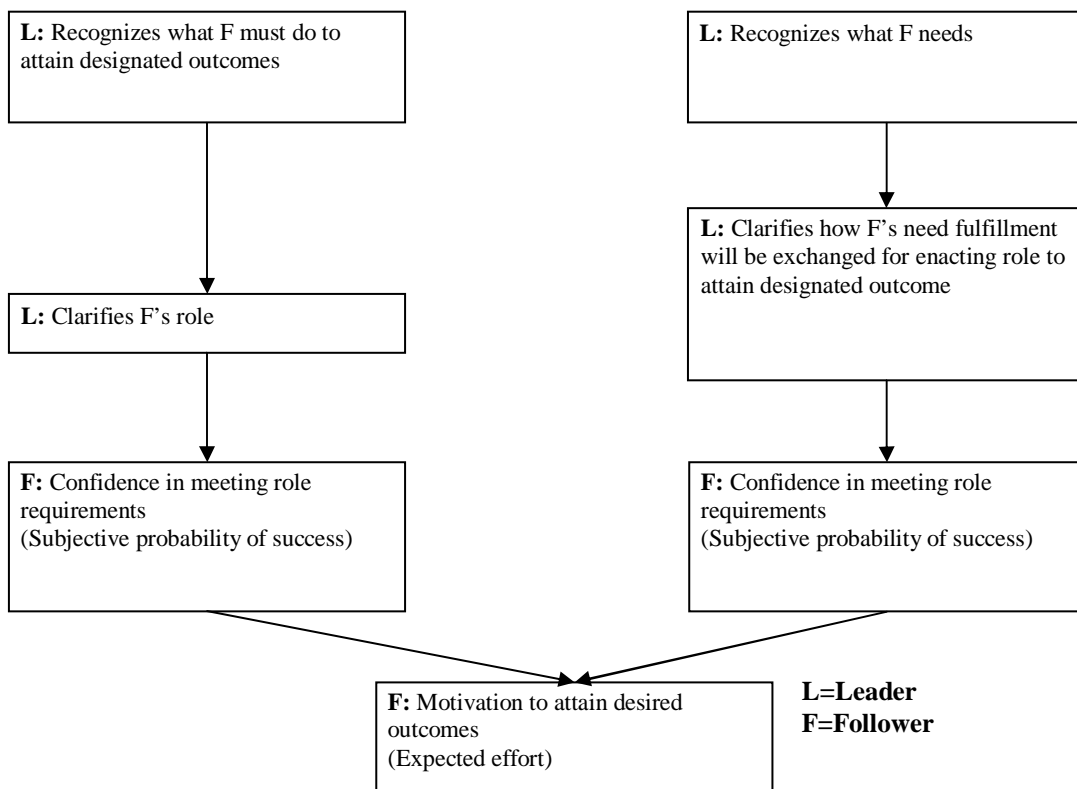 L: Recognizes what F must do to
attain designated outcomes
L: Recognizes what F needs
L: Clarifies how F’s need fulfillment
will be exchanged for enacting role to
attain designated outcome
L: Clarifies F’s role
F: Confidence in meeting role
requirements
(Subjective probability of success)
F: Confidence in meeting role
requirements
(Subjective probability of success)
F: Motivation to attain desired
outcomes
(Expected effort)
L=Leader
F=Follower